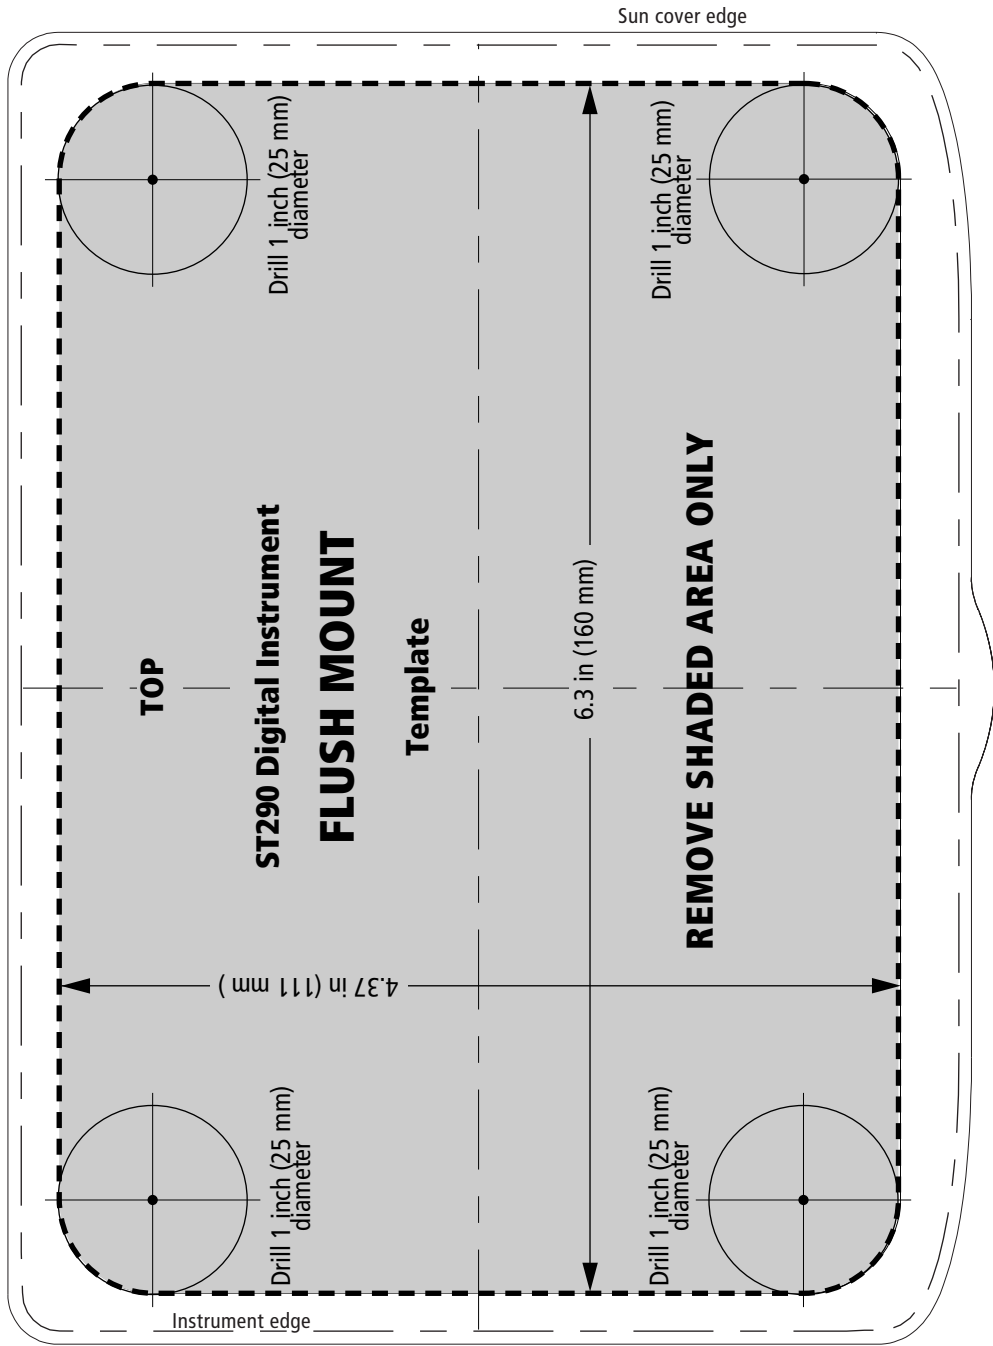 Sun cover edge
Drill 1 inch (25 mm)
diameter
Drill 1 inch (25 mm)
diameter
TOP
ST290 Digital Instrument
FLUSH MOUNT
Template
6.3 in (160 mm)
REMOVE SHADED AREA ONLY
4.37 in (111 mm )
Drill 1 inch (25 mm)
diameter
Drill 1 inch (25 mm)
diameter
Instrument edge